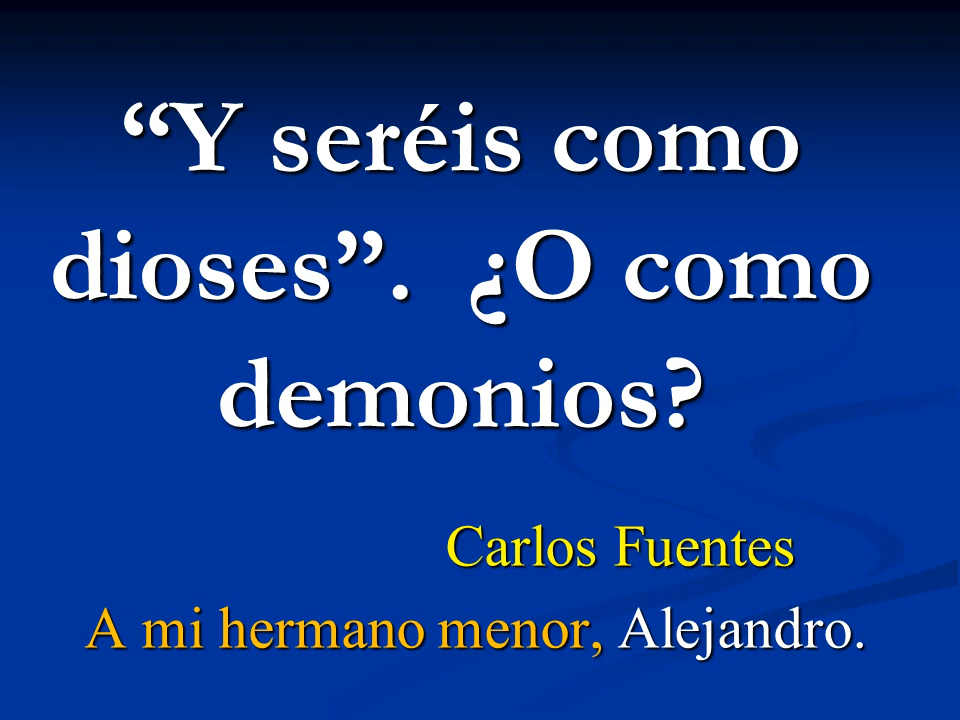 “Y seréis como
dioses”.  ¿O como
demonios?
Carlos Fuentes
A mi hermano menor, Alejandro.